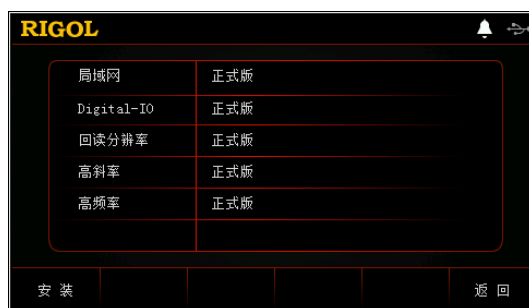 RIGOL
局域网 正式版
Digital-IO 正式版
回读分辨率 正式版
高斜率 正式版
高频率 正式版
安装 返回